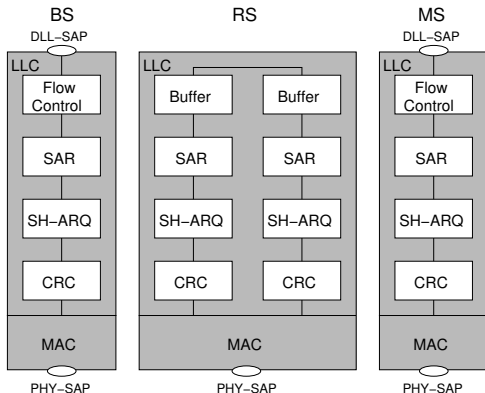 BS
RS
MS
DLL–SAP
DLL–SAP
LLC
LLC
LLC
Flow
Control
Buffer
Buffer
Flow
Control
SAR
SAR
SAR
SAR
SH–ARQ
SH–ARQ
SH–ARQ
SH–ARQ
CRC
CRC
CRC
CRC
MAC
MAC
MAC
PHY–SAP
PHY–SAP
PHY–SAP